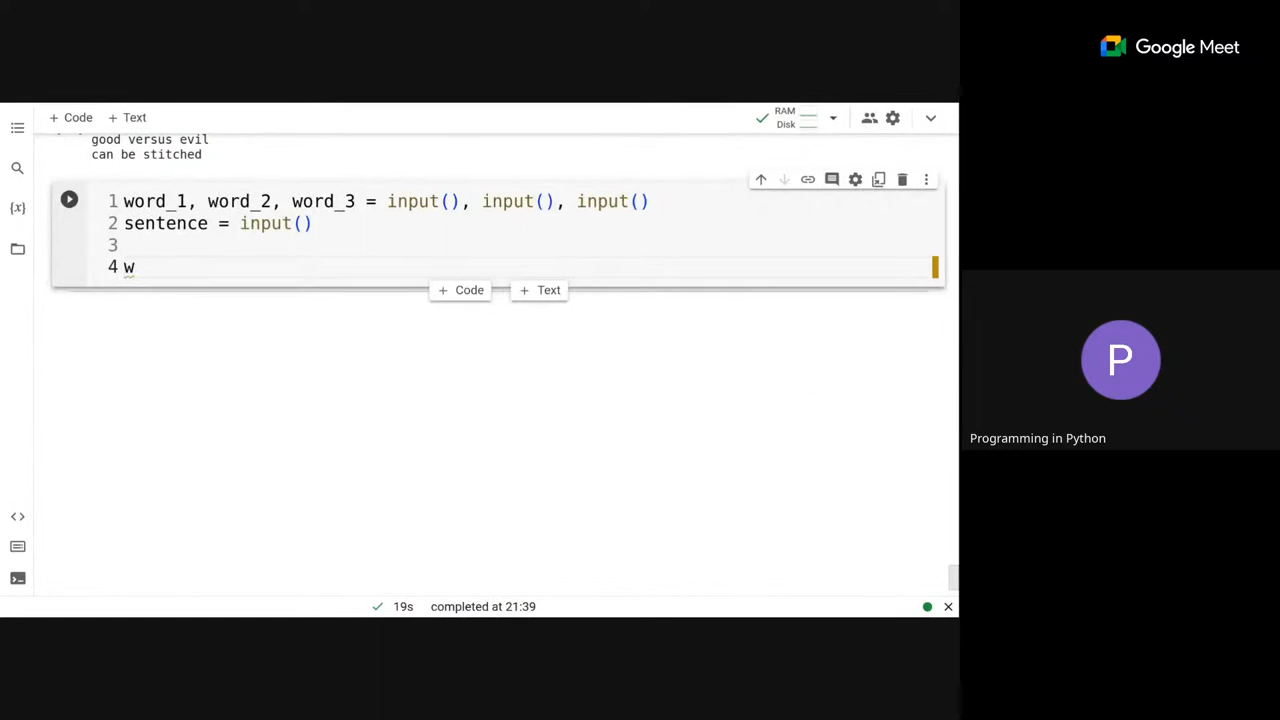 Google Meet
+ Code + Text
RAM
Disk
good versus evil
can be stitched
1 word_1, word_2, word_3 = input(), input(), input()
2 sentence = input()
3
4 w
+ Code + Text
{x}
P
Programming in Python
19s completed at 21:39